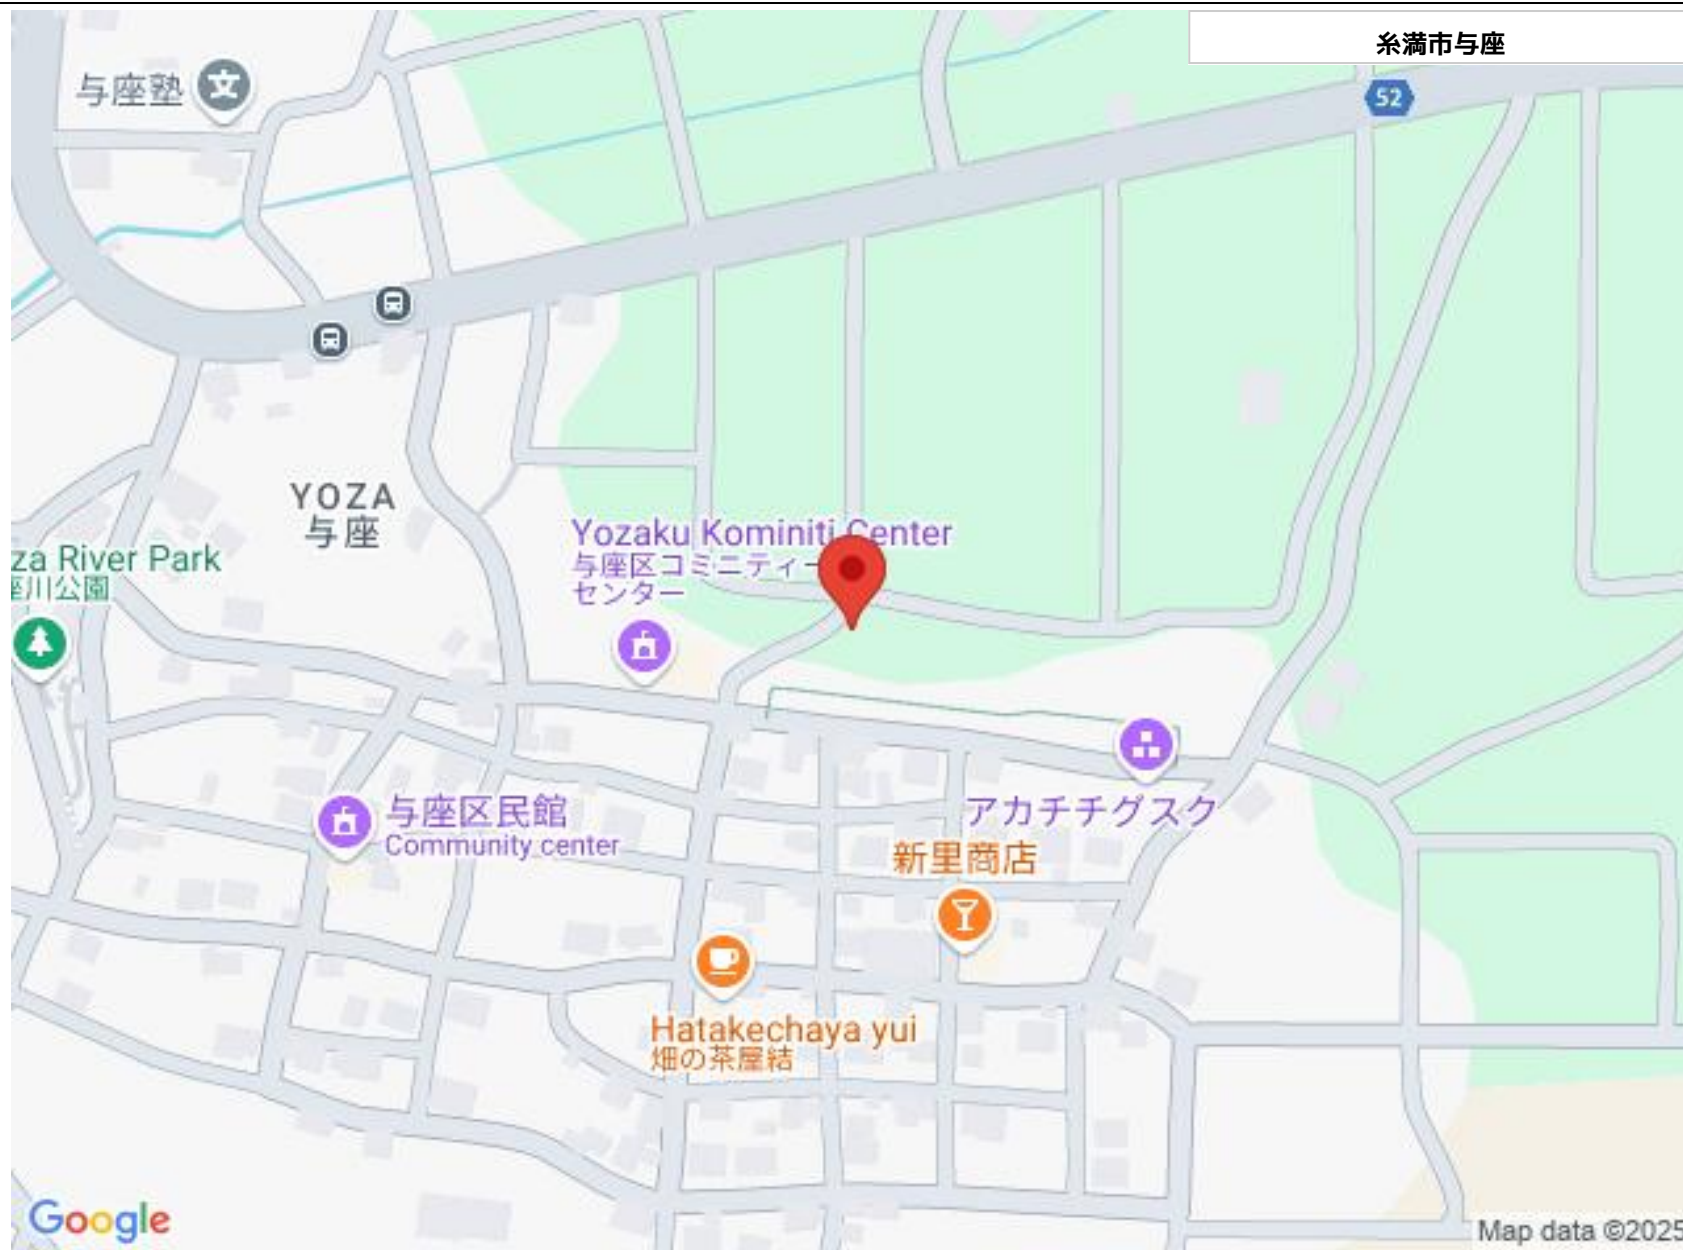 糸満市与座
与座塾
52
YOZA
与座
Yozaku Kominiti Center
与座区コミニティー
センター
za River Park
座川公園
与座区民館
Community center
アカチチグスク
新里商店
Hatakechaya yui
畑の茶屋結
Google
Map data ©2025